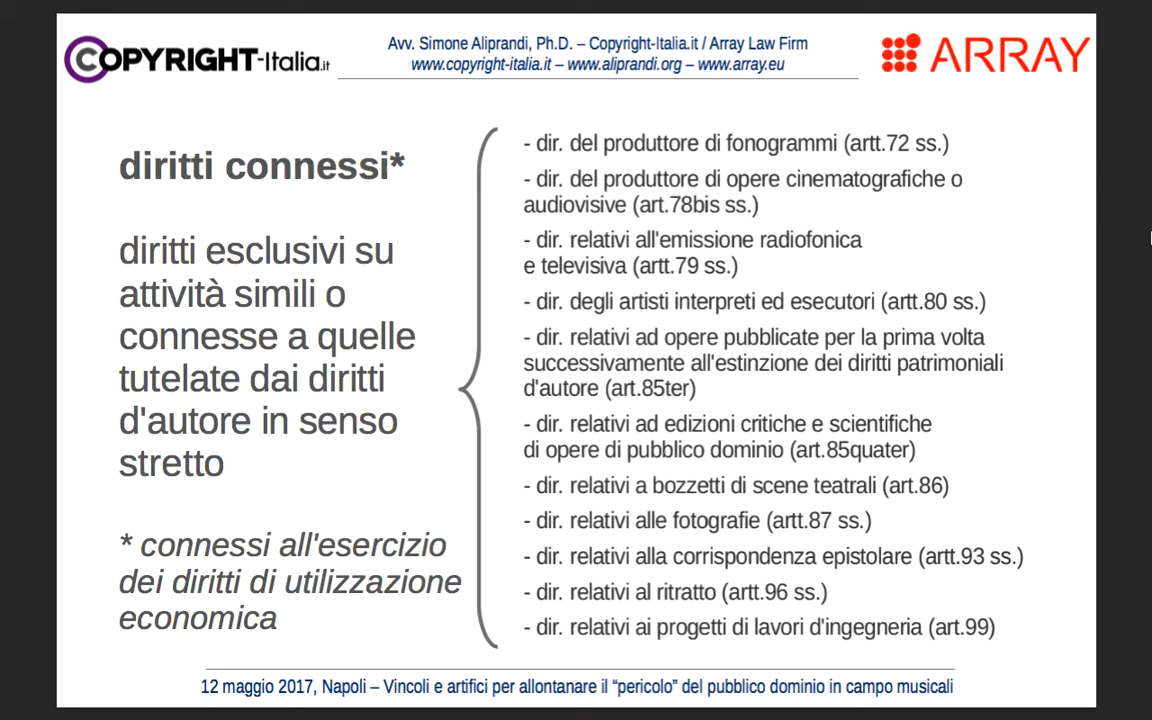 COPYRIGHT-Italia.it
Avv. Simone Aliprandi, Ph.D. – Copyright-Italia.it / Array Law Firm
www.copyright-italia.it – www.aliprandi.org – www.array.eu
ARRAY
diritti connessi*
diritti esclusivi su
attività simili o
connesse a quelle
tutelate dai diritti
d'autore in senso
stretto
* connessi all'esercizio
dei diritti di utilizzazione
economica
- dir. del produttore di fonogrammi (artt.72 ss.)
- dir. del produttore di opere cinematografiche o
audiovisive (art.78bis ss.)
- dir. relativi all'emissione radiofonica
e televisiva (artt.79 ss.)
- dir. degli artisti interpreti ed esecutori (artt.80 ss.)
- dir. relativi ad opere pubblicate per la prima volta
successivamente all'estinzione dei diritti patrimoniali
d'autore (art.85ter)
- dir. relativi ad edizioni critiche e scientifiche
di opere di pubblico dominio (art.85quater)
- dir. relativi a bozzetti di scene teatrali (art.86)
- dir. relativi alle fotografie (artt.87 ss.)
- dir. relativi alla corrispondenza epistolare (artt.93 ss.)
- dir. relativi al ritratto (artt.96 ss.)
- dir. relativi ai progetti di lavori d'ingegneria (art.99)
12 maggio 2017, Napoli – Vincoli e artifici per allontanare il “pericolo” del pubblico dominio in campo musicali